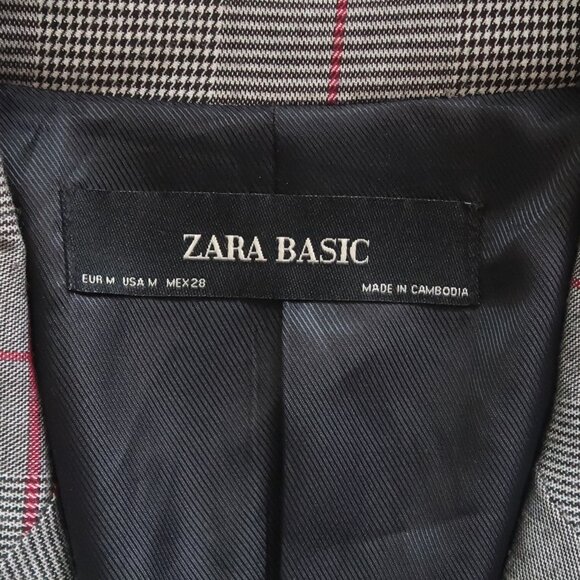 ZARA BASIC
EUR M USA M MEX 28 MADE IN CAMBODIA